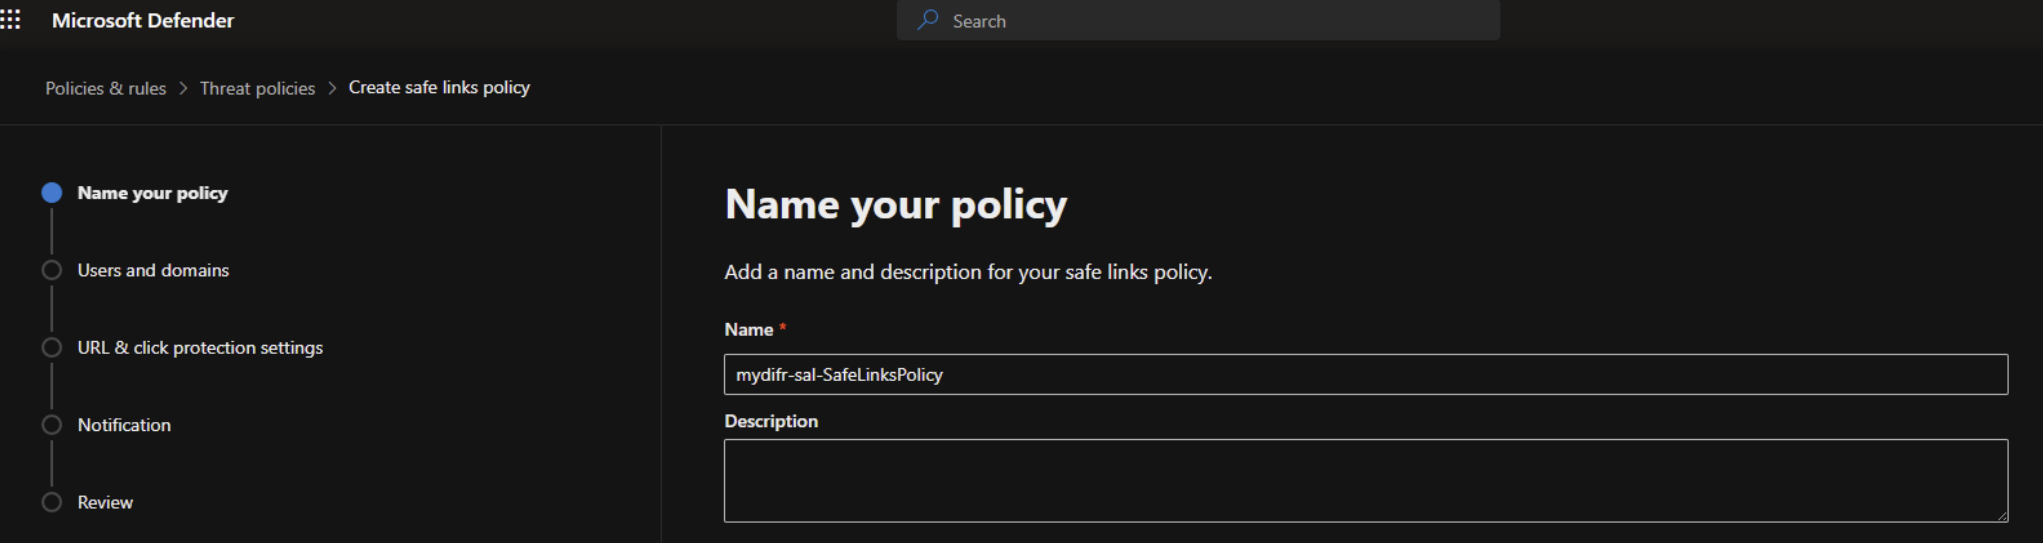 Microsoft Defender
Search
Policies & rules > Threat policies > Create safe links policy
Name your policy
Users and domains
URL & click protection settings
Notification
Review
Name your policy
Add a name and description for your safe links policy.
Name *
mydifr-sal-SafeLinksPolicy
Description